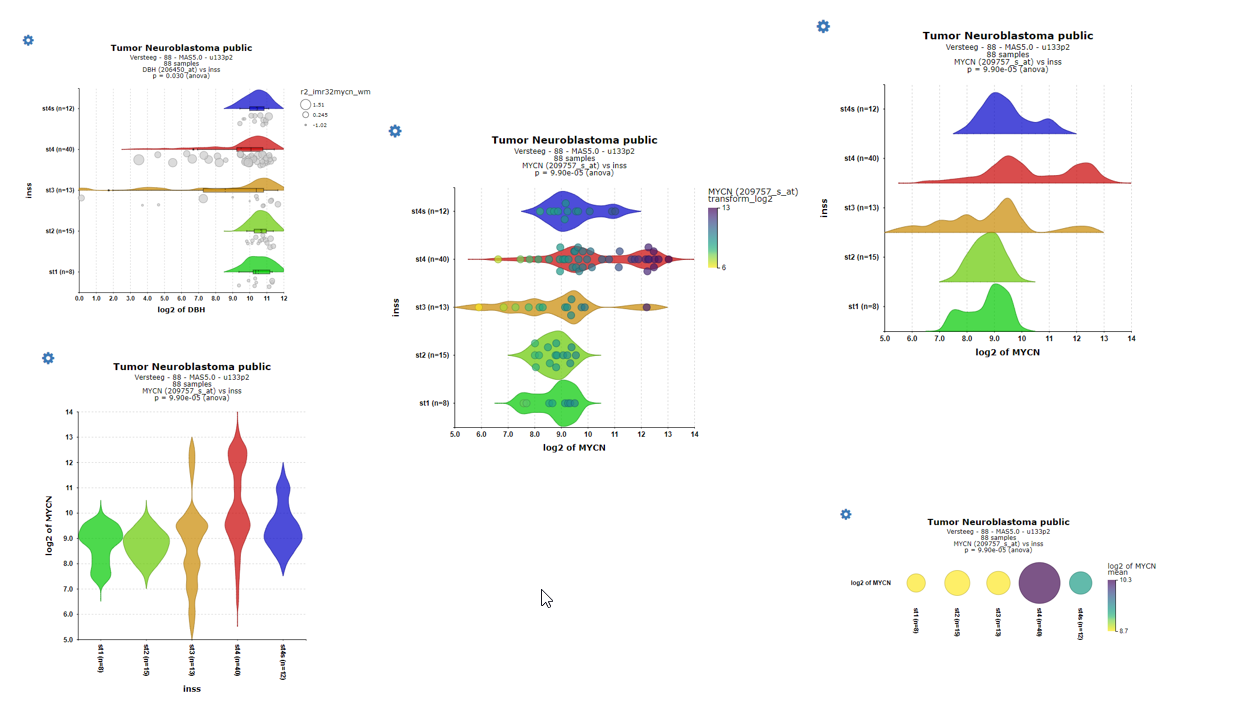 Tumor Neuroblastoma public
Versteeg - 88 - MAS5.0 - u133p2
88 samples
DBH (206450_at) vs inss
p = 0.030 (anova)
r2_imr32mycn_wm
1.51
0.245
-1.02
inss
st4s (n=12)
st4 (n=40)
st3 (n=13)
st2 (n=15)
st1 (n=8)
0.0 1.0 2.0 3.0 4.0 5.0 6.0 7.0 8.0 9.0 10 11 12
log2 of DBH
Tumor Neuroblastoma public
Versteeg - 88 - MAS5.0 - u133p2
88 samples
MYCN (209757_s_at) vs inss
p = 9.90e-05 (anova)
MYCN (209757_s_at)
transform_log2
13
6
inss
st4s (n=12)
st4 (n=40)
st3 (n=13)
st2 (n=15)
st1 (n=8)
5.0 6.0 7.0 8.0 9.0 10 11 12 13 14
log2 of MYCN
Tumor Neuroblastoma public
Versteeg - 88 - MAS5.0 - u133p2
88 samples
MYCN (209757_s_at) vs inss
p = 9.90e-05 (anova)
inss
st4s (n=12)
st4 (n=40)
st3 (n=13)
st2 (n=15)
st1 (n=8)
5.0 6.0 7.0 8.0 9.0 10 11 12 13 14
log2 of MYCN
Tumor Neuroblastoma public
Versteeg - 88 - MAS5.0 - u133p2
88 samples
MYCN (209757_s_at) vs inss
p = 9.90e-05 (anova)
log2 of MYCN
14
13
12
11
10
9.0
8.0
7.0
6.0
5.0
st1 (n=8) st2 (n=15) st3 (n=13) st4 (n=40) st4s (n=12)
inss
Tumor Neuroblastoma public
Versteeg - 88 - MAS5.0 - u133p2
88 samples
MYCN (209757_s_at) vs inss
p = 9.90e-05 (anova)
log2 of MYCN
log2 of MYCN
mean
10.3
8.7
st1 (n=8) st2 (n=15) st3 (n=13) st4 (n=40) st4s (n=12)